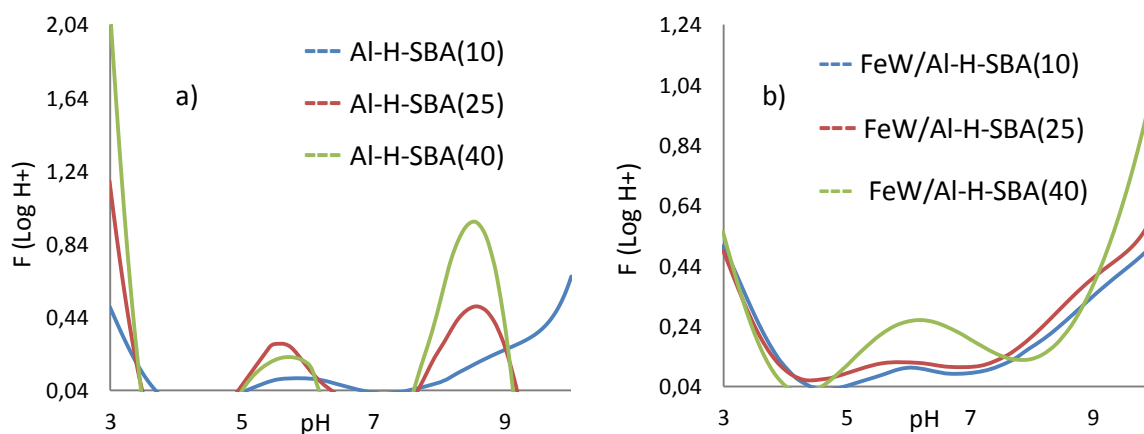 a)
F (Log H+)
2,04
1,64
1,24
0,84
0,44
0,04
3
5
pH
7
9
Al-H-SBA(10)
Al-H-SBA(25)
Al-H-SBA(40)
b)
F (Log H+)
1,24
1,04
0,84
0,64
0,44
0,24
0,04
3
5
pH
7
9
FeW/Al-H-SBA(10)
FeW/Al-H-SBA(25)
FeW/Al-H-SBA(40)